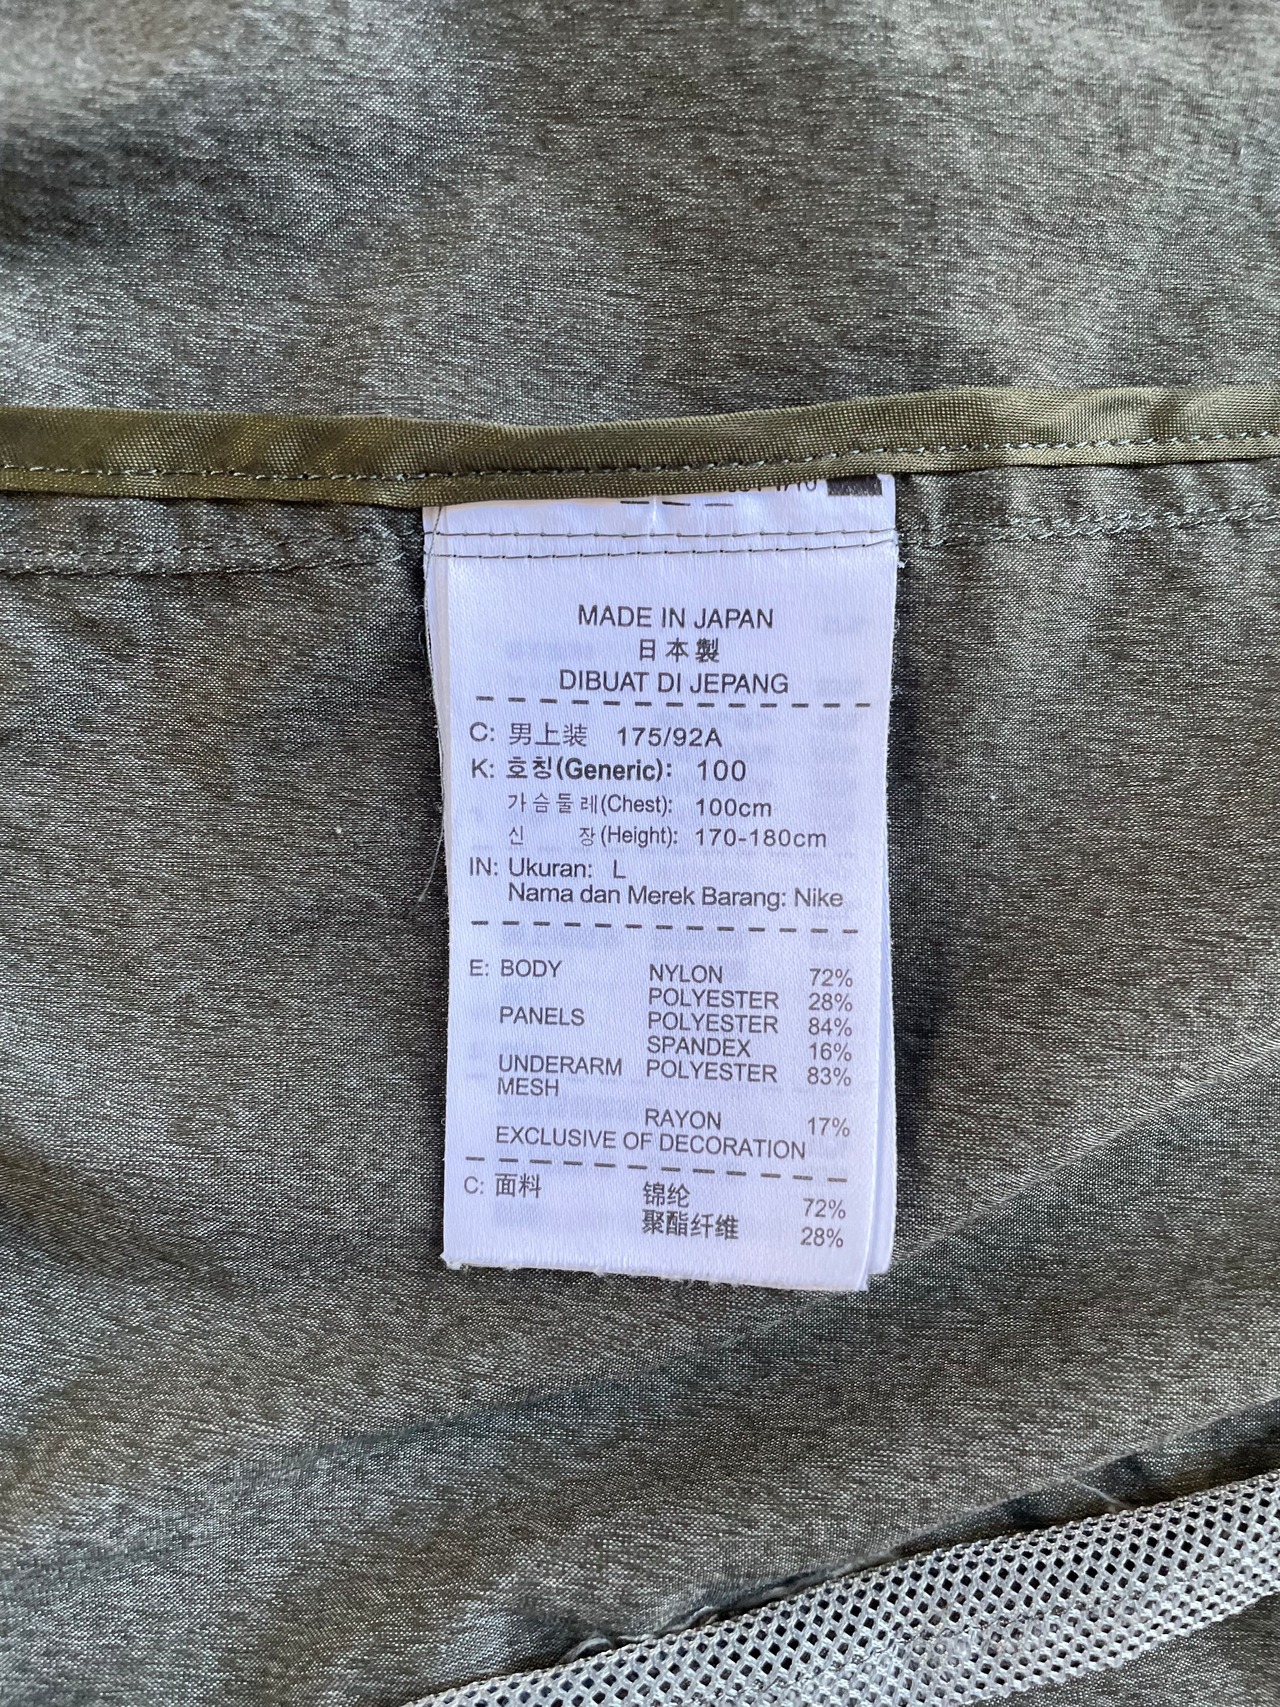 MADE IN JAPAN
日本製
DIBUAT DI JEPANG
C: 男上装 175/92A
K: 호칭(Generic): 100
가슴둘레(Chest): 100cm
신 장(Height): 170-180cm
IN: Ukuran: L
Nama dan Merek Barang: Nike
E: BODY NYLON 72%
POLYESTER 28%
PANELS POLYESTER 84%
SPANDEX 16%
UNDERARM POLYESTER 83%
MESH
RAYON 17%
EXCLUSIVE OF DECORATION
C: 面料 锦纶 72%
聚酯纤维 28%